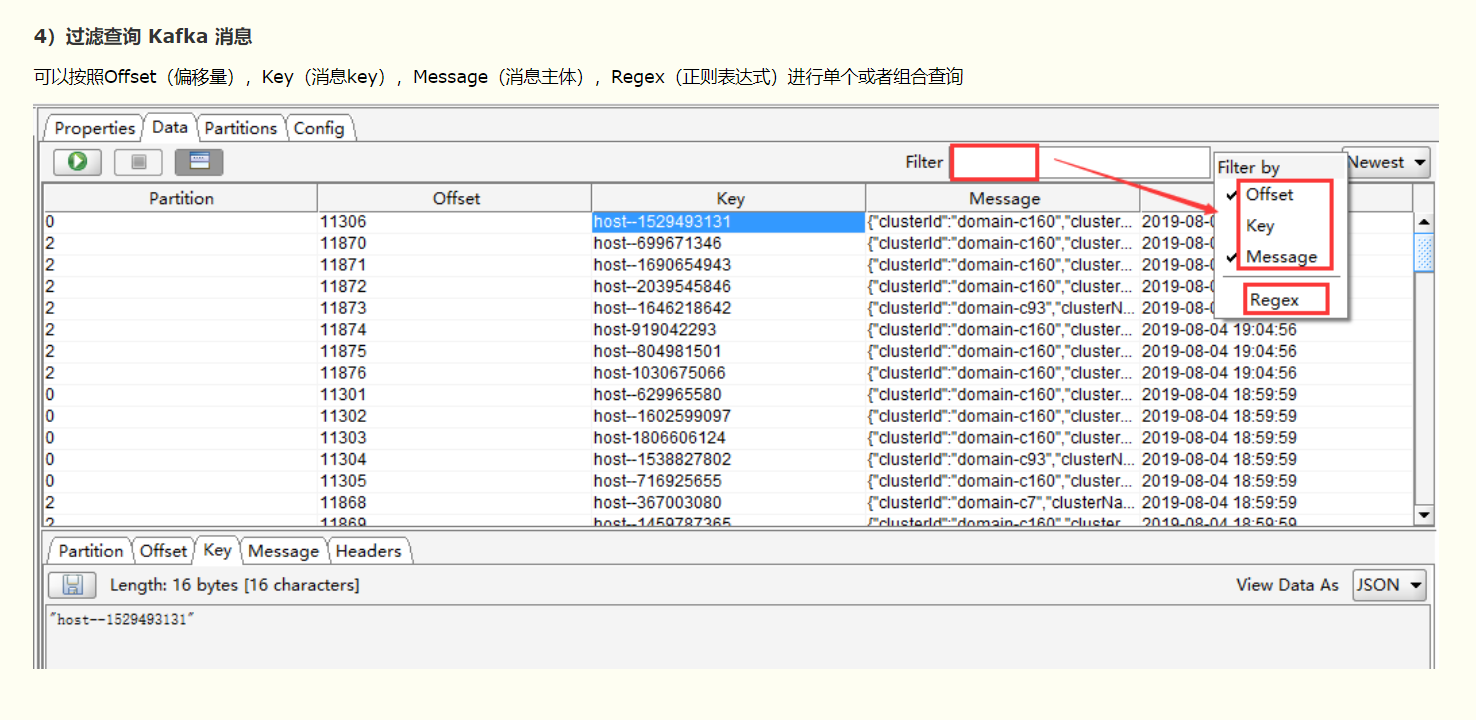 4）过滤查询 Kafka 消息
可以按照Offset（偏移量），Key（消息key），Message（消息主体），Regex（正则表达式）进行单个或者组合查询
Properties Data Partitions Config
Filter Newest
Filter by
Offset
Key
Message
Regex
Partition Offset Key Message
0 11306 host--1529493131 {"clusterId":"domain-c160","cluster... 2019-08-0
2 11870 host--699671346 {"clusterId":"domain-c160","cluster... 2019-08-0
2 11871 host--1690654943 {"clusterId":"domain-c160","cluster... 2019-08-0
2 11872 host--2039545846 {"clusterId":"domain-c160","cluster... 2019-08-0
2 11873 host--1646218642 {"clusterId":"domain-c93","clusterN... 2019-08-0
2 11874 host-919042293 {"clusterId":"domain-c160","cluster... 2019-08-04 19:04:56
2 11875 host--804981501 {"clusterId":"domain-c160","cluster... 2019-08-04 19:04:56
2 11876 host-1030675066 {"clusterId":"domain-c160","cluster... 2019-08-04 19:04:56
0 11301 host--629965580 {"clusterId":"domain-c160","cluster... 2019-08-04 18:59:59
0 11302 host--1602599097 {"clusterId":"domain-c160","cluster... 2019-08-04 18:59:59
0 11303 host-1806606124 {"clusterId":"domain-c160","cluster... 2019-08-04 18:59:59
0 11304 host--1538827802 {"clusterId":"domain-c93","clusterN... 2019-08-04 18:59:59
0 11305 host--716925655 {"clusterId":"domain-c160","cluster... 2019-08-04 18:59:59
2 11868 host--367003080 {"clusterId":"domain-c7","clusterNa... 2019-08-04 18:59:59
2 11869 host--1459787365 {"clusterId":"domain-c160","cluster... 2019-08-04 18:59:59
Partition Offset Key Message Headers
Length: 16 bytes [16 characters] View Data As JSON
"host--1529493131"